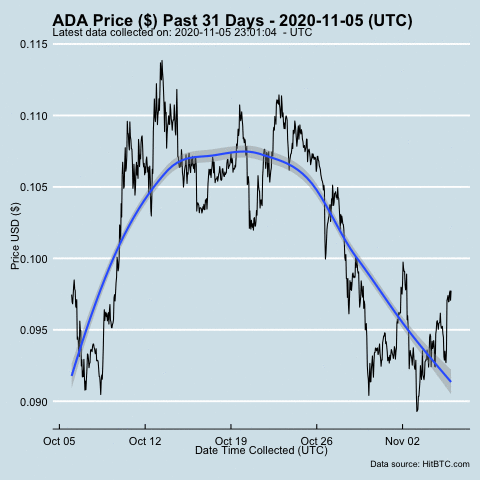 ADA Price ($) Past 31 Days - 2020-11-05 (UTC)
Latest data collected on: 2020-11-05 23:01:04  - UTC
0.115
0.110
0.105
0.100
0.095
0.090
Price USD ($)
Oct 05
Oct 12
Oct 19
Oct 26
Nov 02
Date Time Collected (UTC)
Data source: HitBTC.com